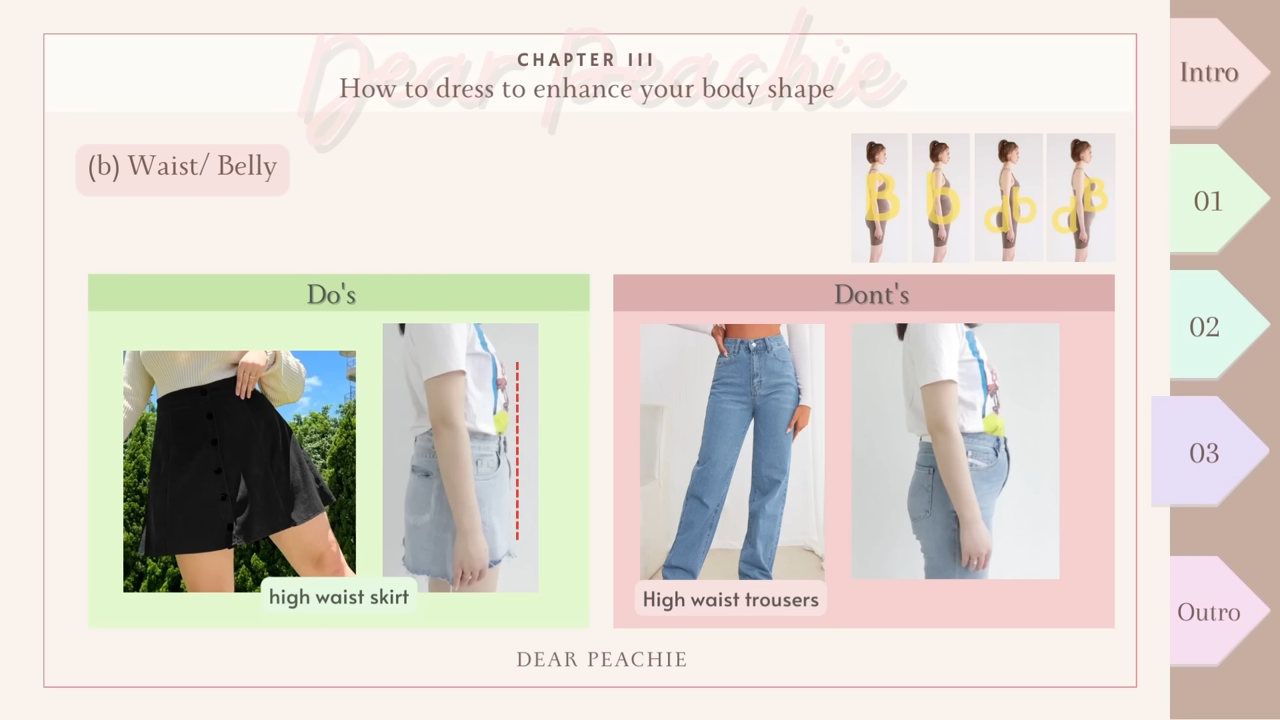 Dear Peachie
CHAPTER III
How to dress to enhance your body shape
(b) Waist/ Belly
B b db dB
Do's
Dont's
high waist skirt
High waist trousers
DEAR PEACHIE
Intro
01
02
03
Outro